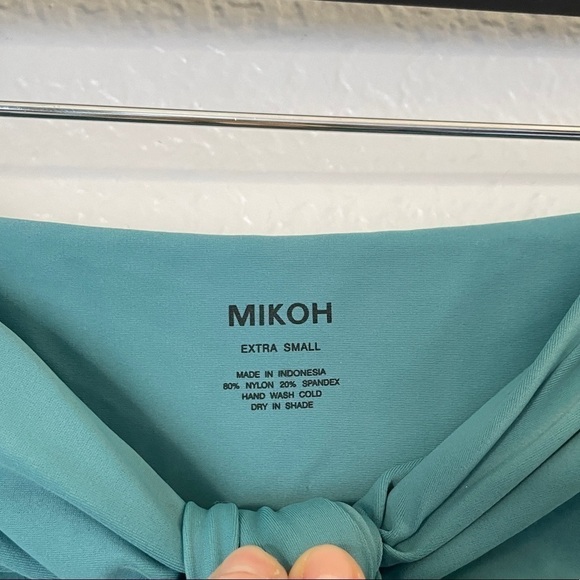 MIKOH
EXTRA SMALL
MADE IN INDONESIA
80% NYLON 20% SPANDEX
HAND WASH COLD
DRY IN SHADE